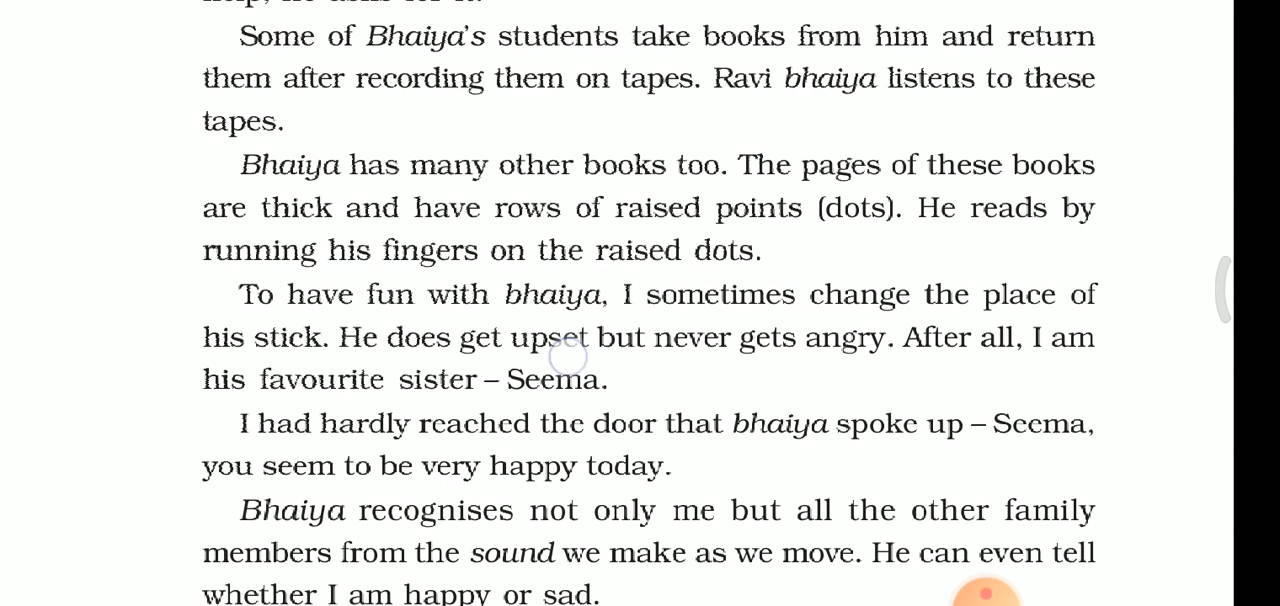 Some of Bhaiya's students take books from him and return
them after recording them on tapes. Ravi bhaiya listens to these
tapes.
Bhaiya has many other books too. The pages of these books
are thick and have rows of raised points (dots). He reads by
running his fingers on the raised dots.
To have fun with bhaiya, I sometimes change the place of
his stick. He does get upset but never gets angry. After all, I am
his favourite sister – Seema.
I had hardly reached the door that bhaiya spoke up – Seema,
you seem to be very happy today.
Bhaiya recognises not only me but all the other family
members from the sound we make as we move. He can even tell
whether I am happy or sad.